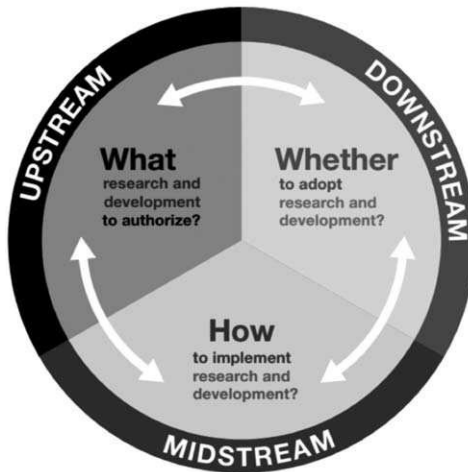 UPSTREAM
What
research and
development
to authorize?
DOWNSTREAM
Whether
to adopt
research and
development?
How
to implement
research and
development?
MIDSTREAM